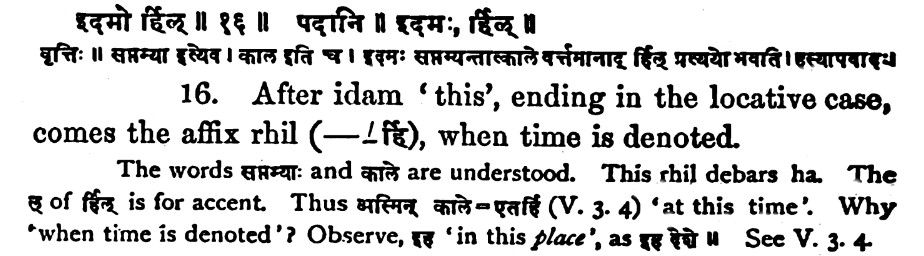 इदमो र्हिल् ॥ १६ ॥ पदानि ॥ इदमः, र्हिल् ॥
वृत्तिः ॥ सप्तम्या इत्येव । काल इति च । इदमः सप्तम्यन्तात्काले वर्त्तमानाद् र्हिल् प्रत्ययो भवति । हस्यापवादः
16. After idam ‘this’, ending in the locative case,
comes the affix rhil (—⊥र्हि), when time is denoted.
The words सप्तम्याः and काले are understood. This rhil debars ha. The
ल् of र्हिल् is for accent. Thus अस्मिन् काले = एतर्हि (V. 3. 4) ‘at this time’. Why
‘when time is denoted’? Observe, इह ‘in this place’, as इह देशे ॥ See V. 3. 4